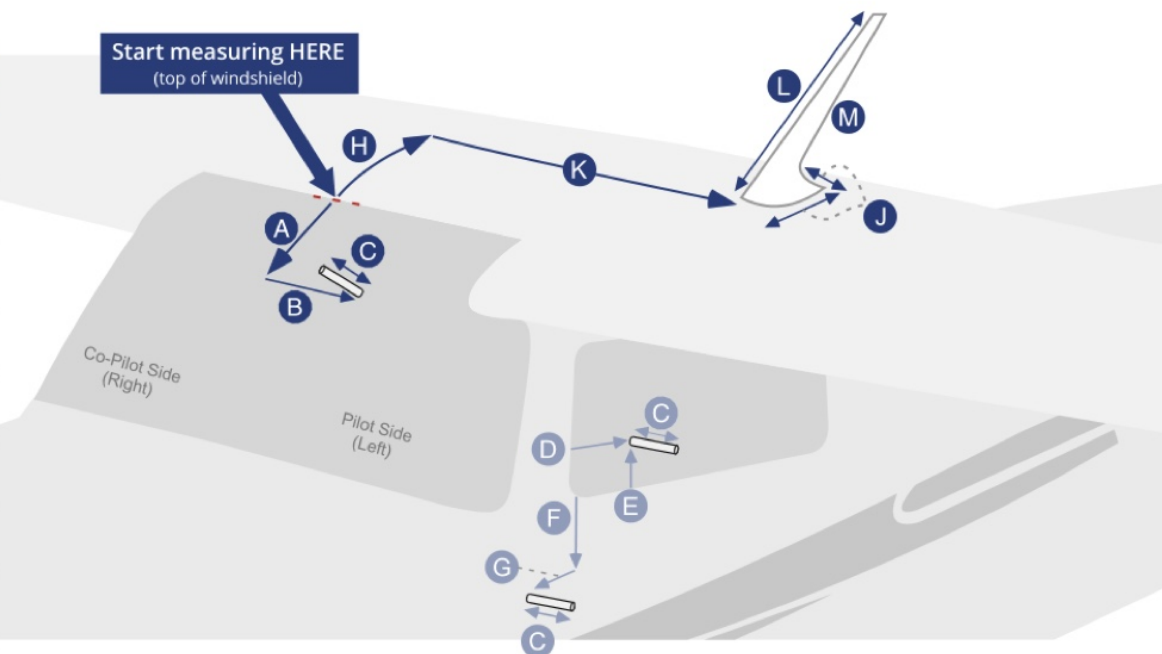 Start measuring HERE
(top of windshield)
L
M
H
K
J
A
C
B
Co-Pilot Side
(Right)
Pilot Side
(Left)
C
D
E
F
G
C